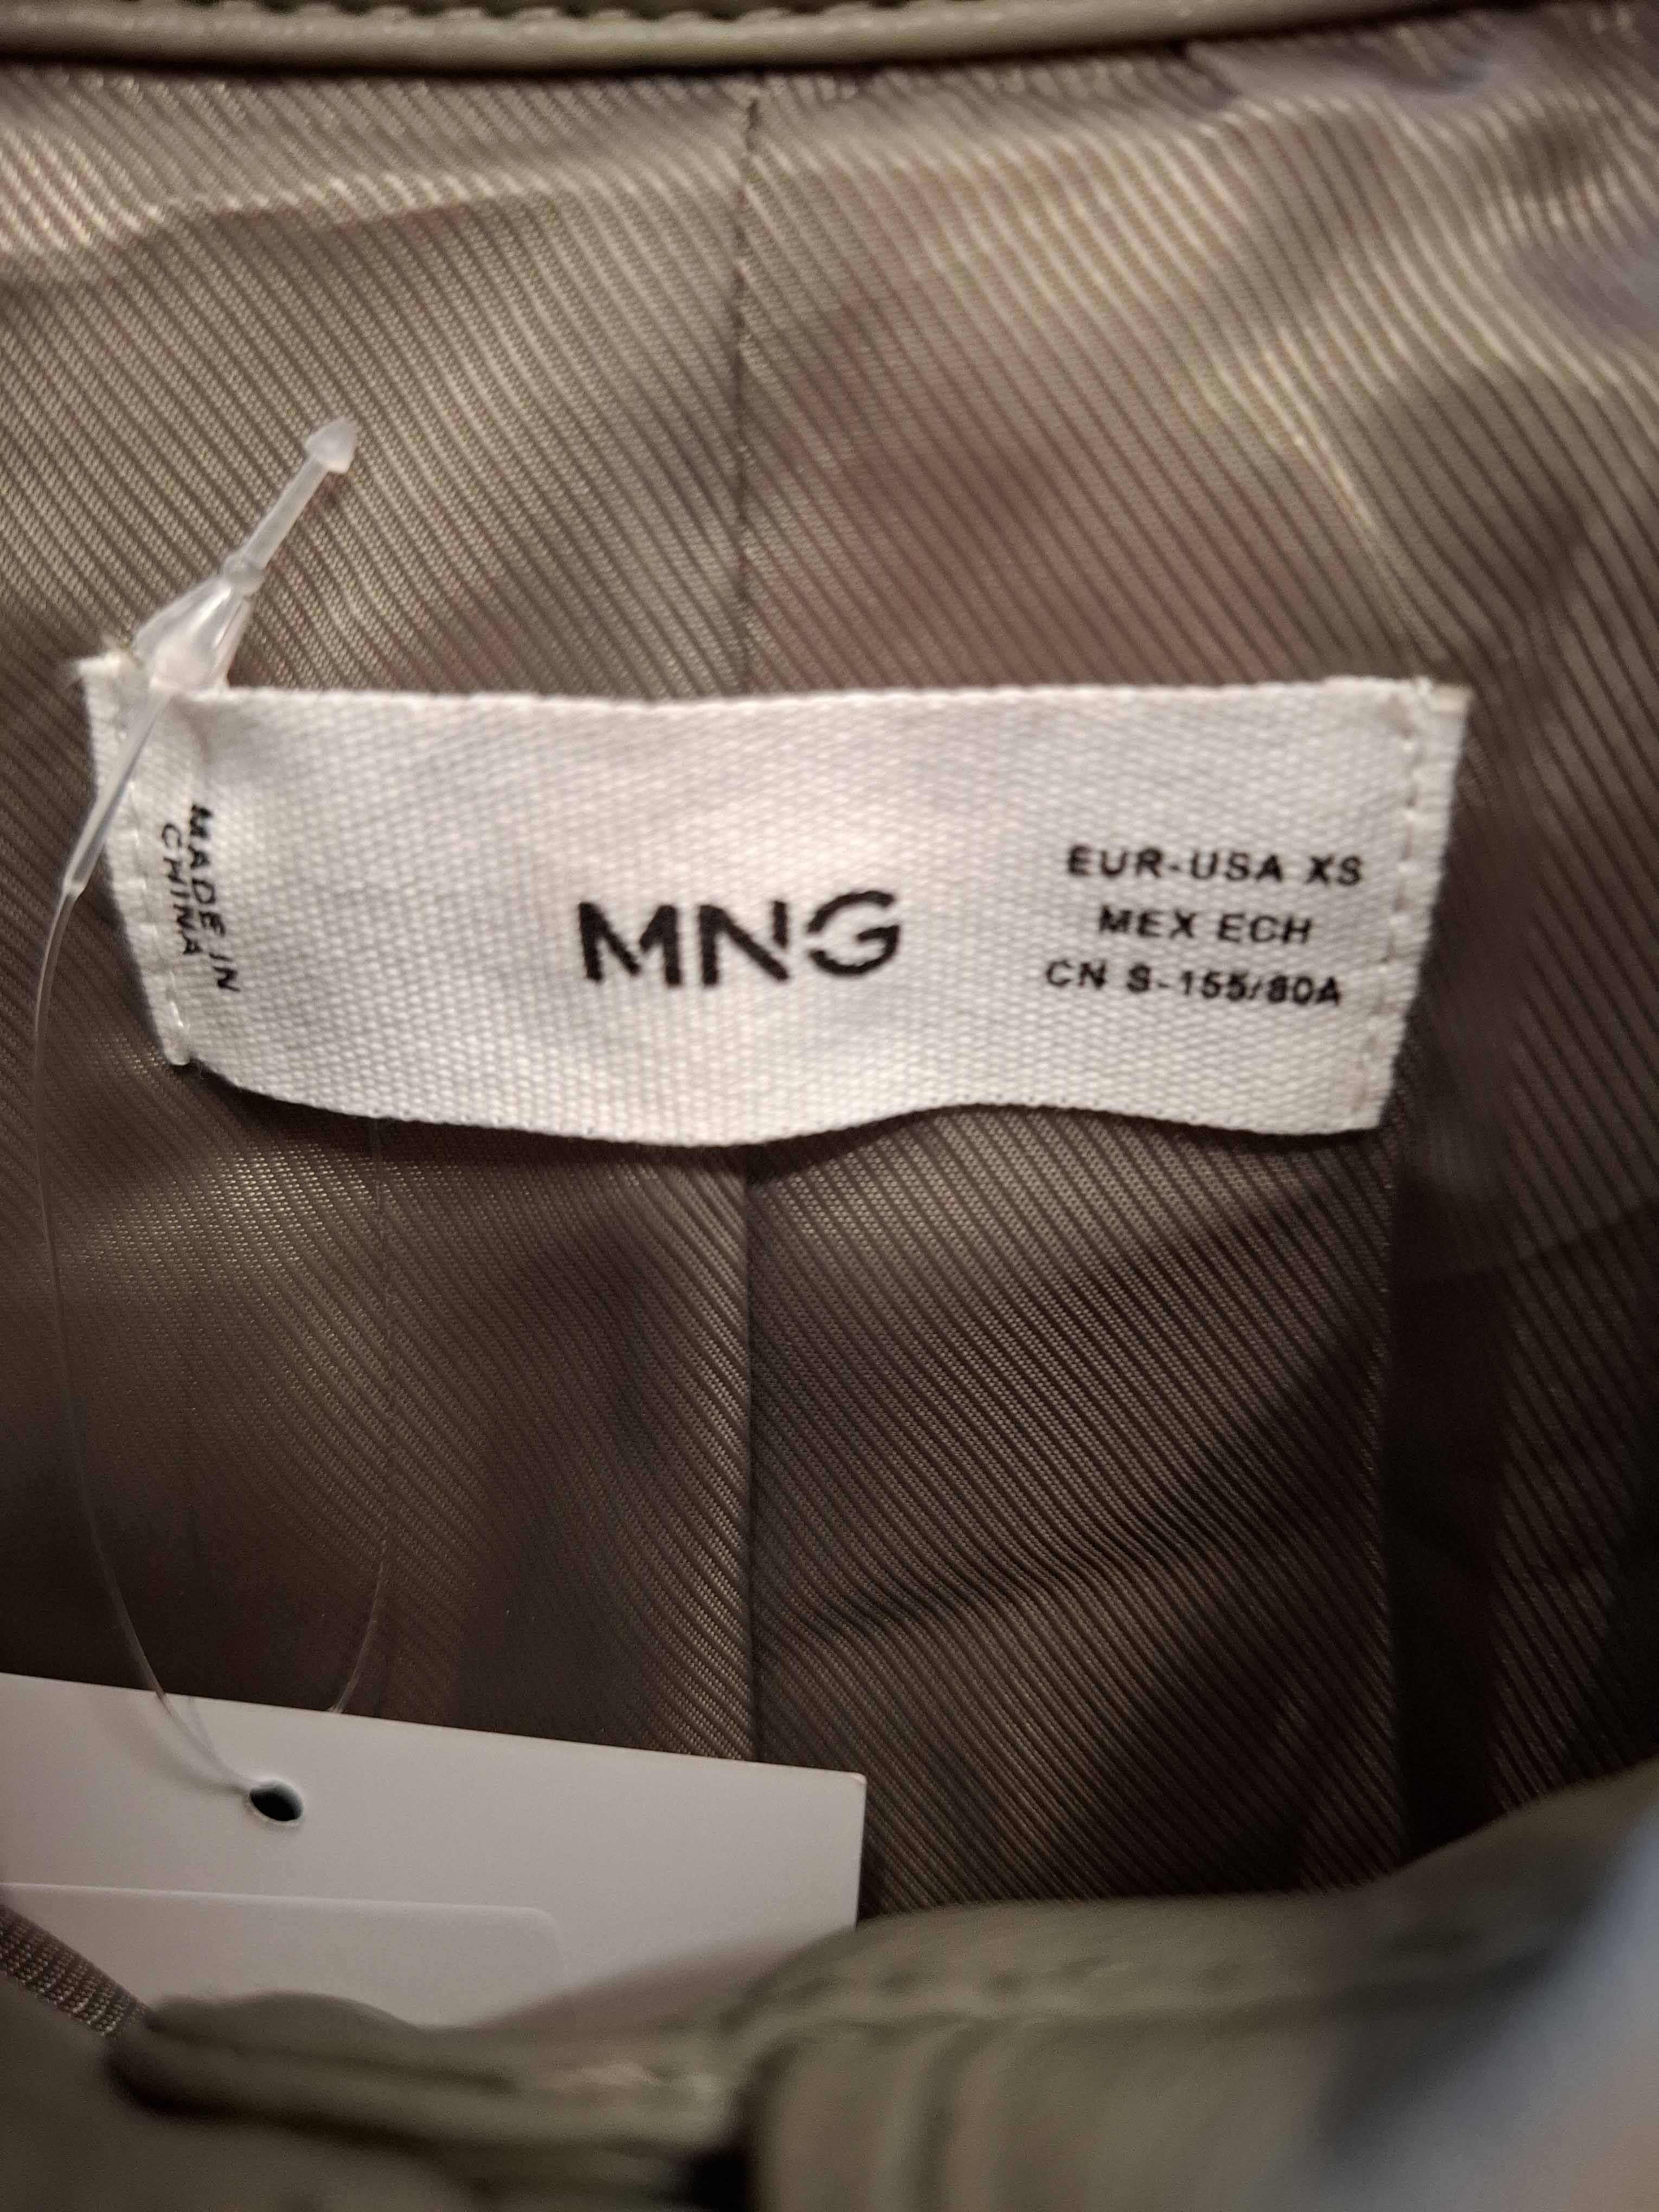 MADE IN
CHINA
MNG
EUR-USA XS
MEX ECH
CN S-155/80A